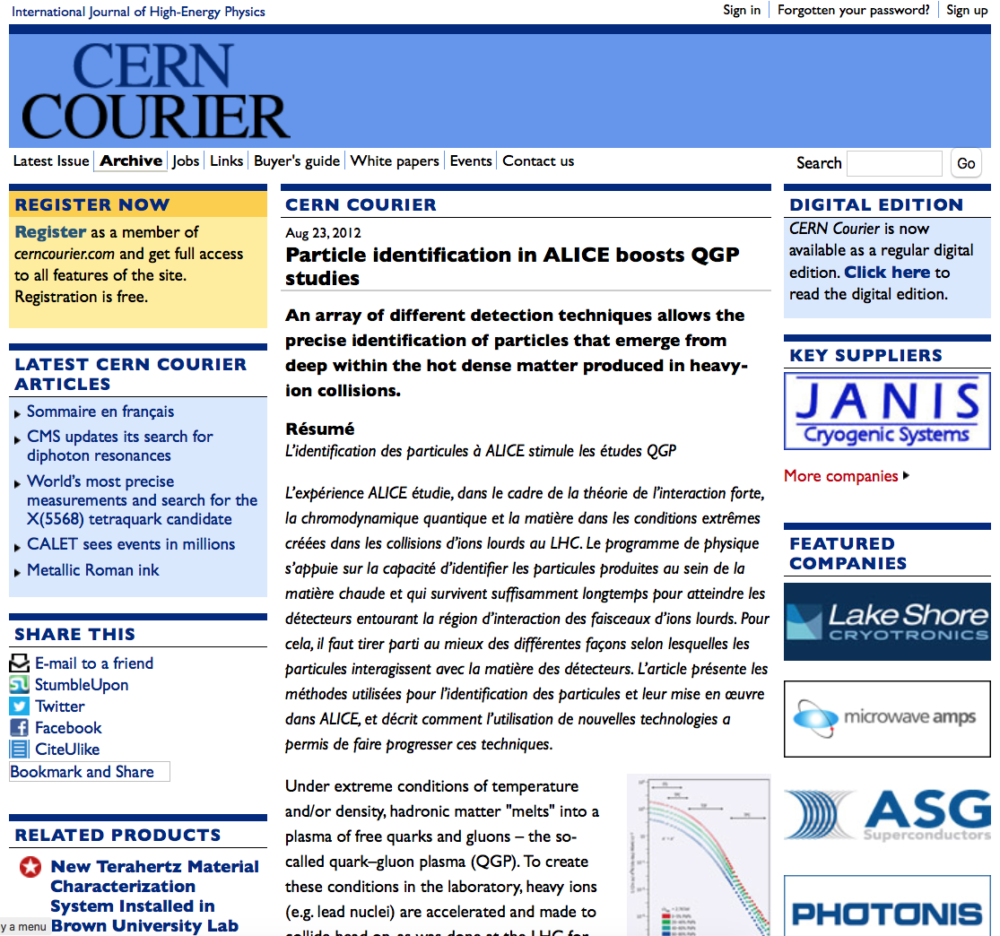 International Journal of High-Energy Physics
Sign in
Forgotten your password?
Sign up
CERN
COURIER
Latest Issue
Archive
Jobs
Links
Buyer's guide
White papers
Events
Contact us
Search
Go
REGISTER NOW
Register as a member of
cerncourier.com and get full access
to all features of the site.
Registration is free.
LATEST CERN COURIER
ARTICLES
Sommaire en français
CMS updates its search for
diphoton resonances
World's most precise
measurements and search for the
X(5568) tetraquark candidate
CALET sees events in millions
Metallic Roman ink
SHARE THIS
E-mail to a friend
StumbleUpon
Twitter
Facebook
CiteUlike
Bookmark and Share
RELATED PRODUCTS
New Terahertz Material
Characterization
System Installed in
Brown University Lab
y a menu
CERN COURIER
Aug 23, 2012
Particle identification in ALICE boosts QGP
studies
An array of different detection techniques allows the
precise identification of particles that emerge from
deep within the hot dense matter produced in heavy-
ion collisions.
Résumé
L'identification des particules à ALICE stimule les études QGP
L'expérience ALICE étudie, dans le cadre de la théorie de l'interaction forte,
la chromodynamique quantique et la matière dans les conditions extrêmes
créées dans les collisions d'ions lourds au LHC. Le programme de physique
s'appuie sur la capacité d'identifier les particules produites au sein de la
matière chaude et qui survivent suffisamment longtemps pour atteindre les
détecteurs entourant la région d'interaction des faisceaux d'ions lourds. Pour
cela, il faut tirer parti au mieux des différentes façons selon lesquelles les
particules interagissent avec la matière des détecteurs. L'article présente les
méthodes utilisées pour l'identification des particules et leur mise en œuvre
dans ALICE, et décrit comment l'utilisation de nouvelles technologies a
permis de faire progresser ces techniques.
Under extreme conditions of temperature
and/or density, hadronic matter "melts" into a
plasma of free quarks and gluons – the so-
called quark–gluon plasma (QGP). To create
these conditions in the laboratory, heavy ions
(e.g. lead nuclei) are accelerated and made to
collide head on, as was done at the LHC for
DIGITAL EDITION
CERN Courier is now
available as a regular digital
edition. Click here to
read the digital edition.
KEY SUPPLIERS
JANIS
Cryogenic Systems
More companies
FEATURED
COMPANIES
Lake Shore
CRYOTRONICS
microwave amps
ASG
Superconductors
PHOTONIS